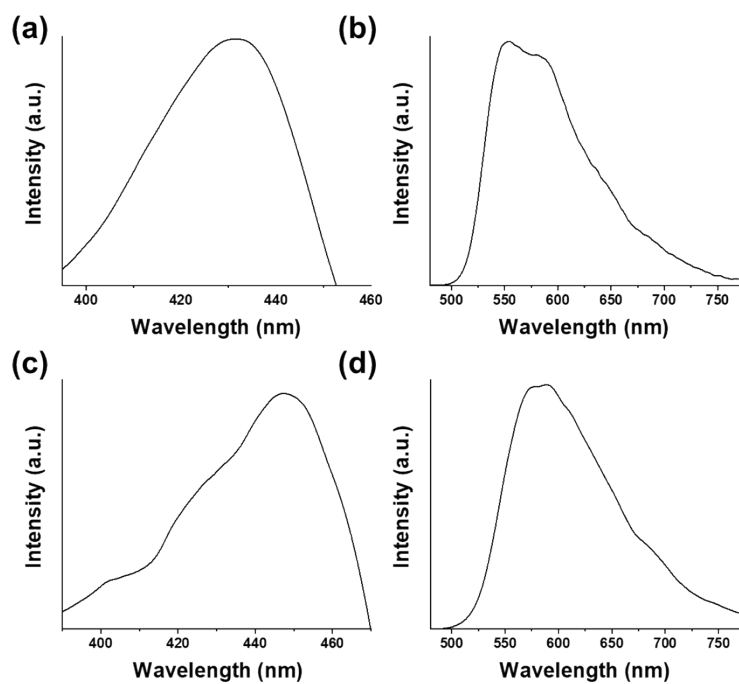 (a)
Intensity (a.u.)
400 420 440 460
Wavelength (nm)
(b)
Intensity (a.u.)
500 550 600 650 700 750
Wavelength (nm)
(c)
Intensity (a.u.)
400 420 440 460
Wavelength (nm)
(d)
Intensity (a.u.)
500 550 600 650 700 750
Wavelength (nm)